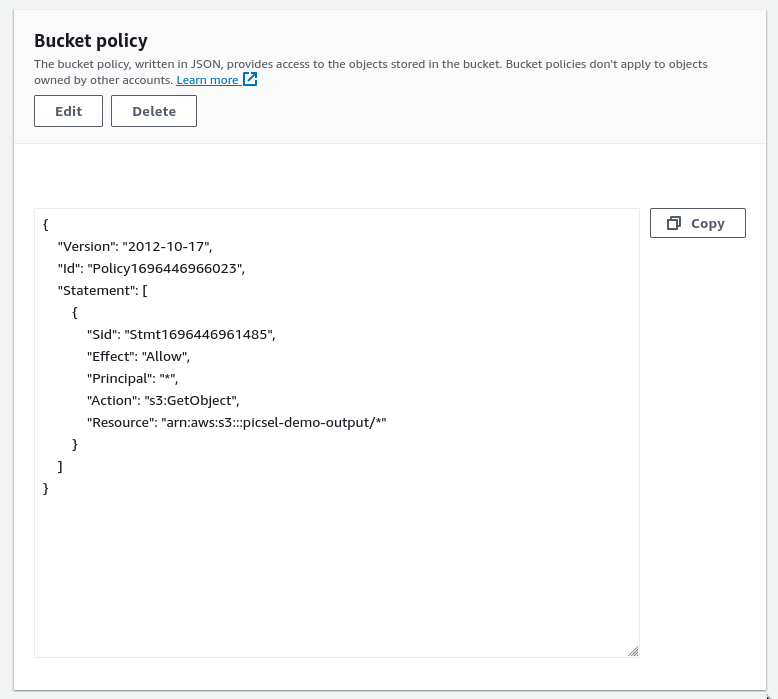 Bucket policy
The bucket policy, written in JSON, provides access to the objects stored in the bucket. Bucket policies don't apply to objects
owned by other accounts. Learn more
Edit Delete
Copy
{
"Version": "2012-10-17",
"Id": "Policy1696446966023",
"Statement": [
{
"Sid": "Stmt1696446961485",
"Effect": "Allow",
"Principal": "*",
"Action": "s3:GetObject",
"Resource": "arn:aws:s3:::picsel-demo-output/*"
}
]
}